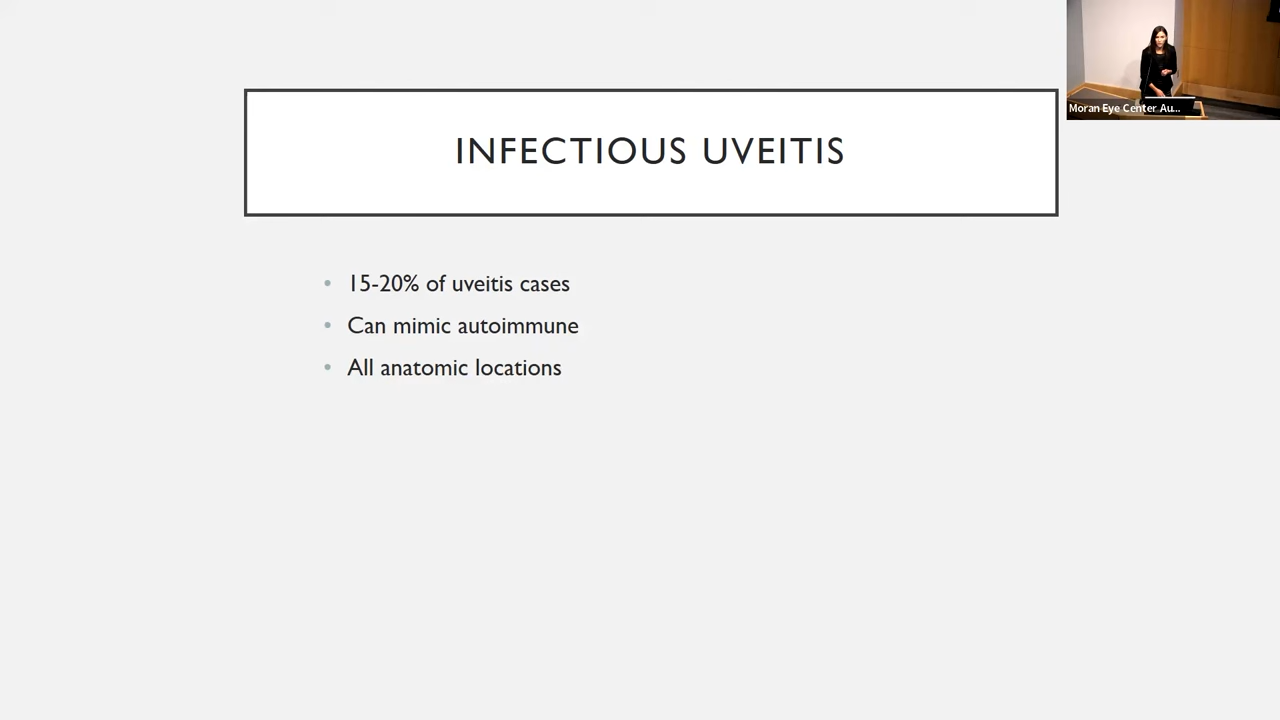 INFECTIOUS UVEITIS
Moran Eye Center Au...
• 15-20% of uveitis cases
• Can mimic autoimmune
• All anatomic locations